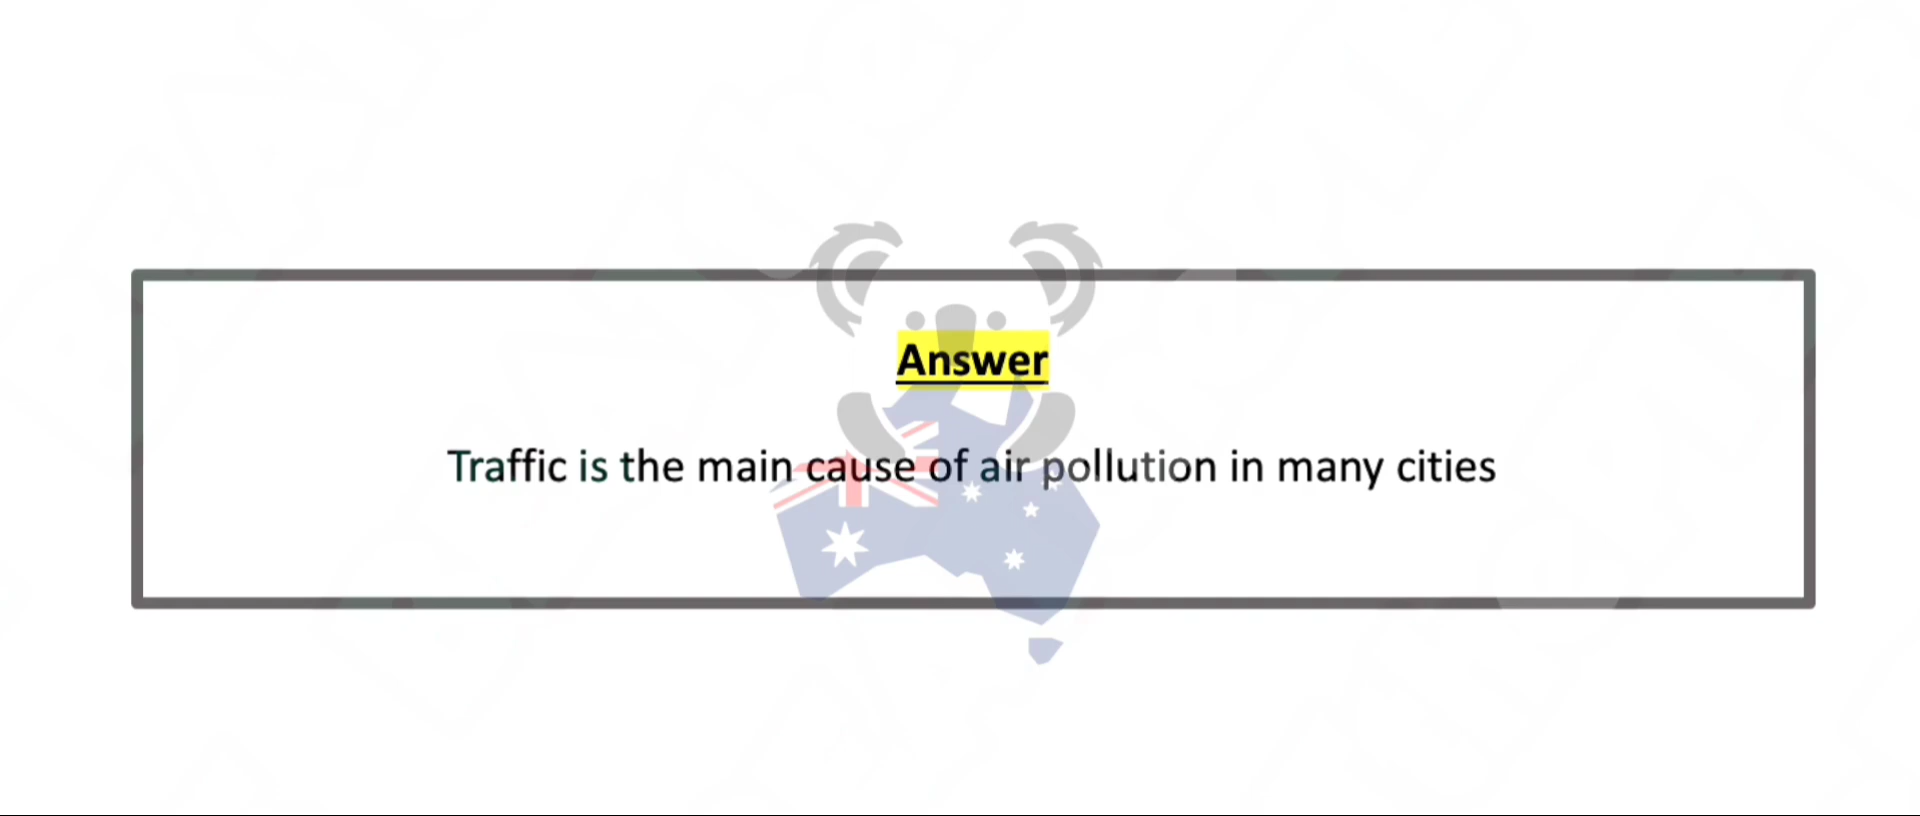 Answer
Traffic is the main cause of air pollution in many cities